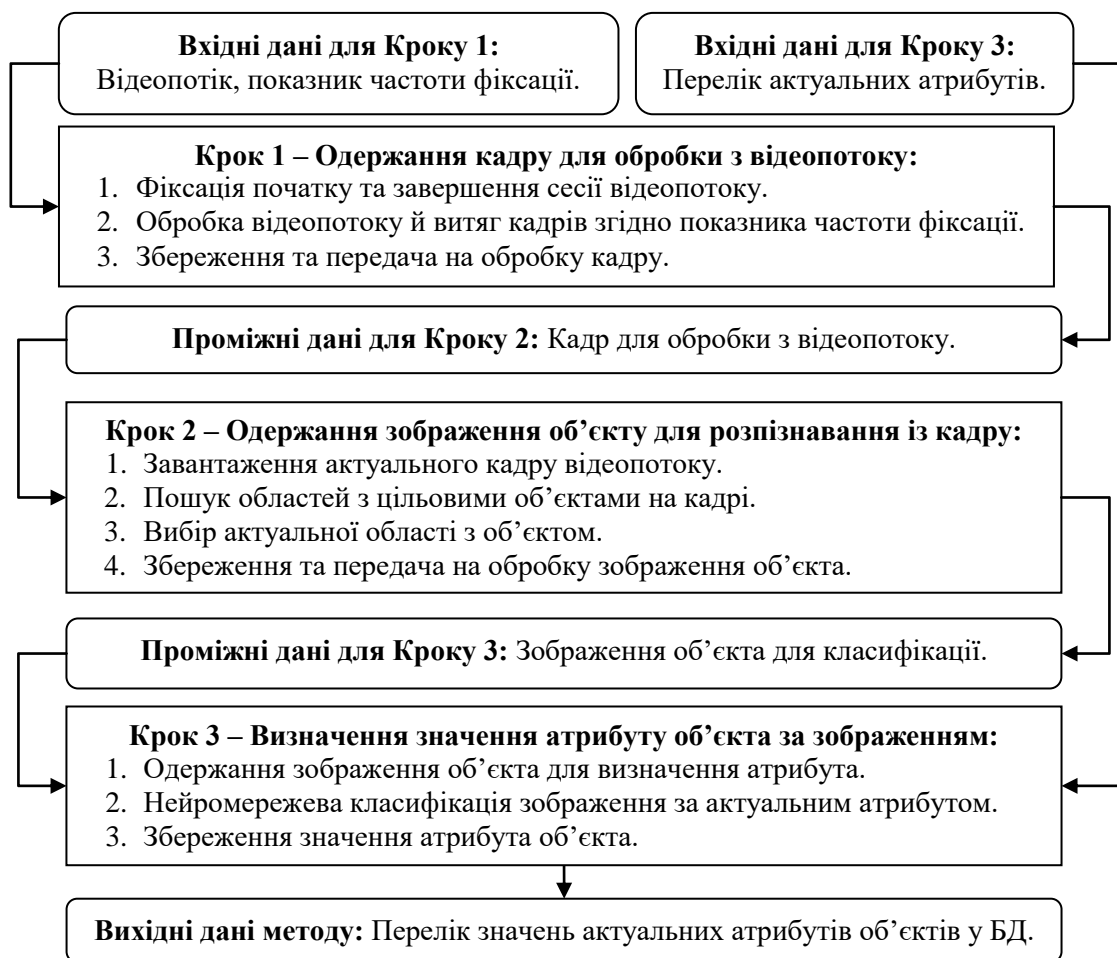 Вхідні дані для Кроку 1:
Відеопотік, показник частоти фіксації.
Вхідні дані для Кроку 3:
Перелік актуальних атрибутів.
Крок 1 – Одержання кадру для обробки з відеопотоку:
1. Фіксація початку та завершення сесії відеопотоку.
2. Обробка відеопотоку й витяг кадрів згідно показника частоти фіксації.
3. Збереження та передача на обробку кадру.
Проміжні дані для Кроку 2: Кадр для обробки з відеопотоку.
Крок 2 – Одержання зображення об’єкту для розпізнавання із кадру:
1. Завантаження актуального кадру відеопотоку.
2. Пошук областей з цільовими об’єктами на кадрі.
3. Вибір актуальної області з об’єктом.
4. Збереження та передача на обробку зображення об’єкта.
Проміжні дані для Кроку 3: Зображення об’єкта для класифікації.
Крок 3 – Визначення значення атрибуту об’єкта за зображенням:
1. Одержання зображення об’єкта для визначення атрибута.
2. Нейромережева класифікація зображення за актуальним атрибутом.
3. Збереження значення атрибута об’єкта.
Вихідні дані методу: Перелік значень актуальних атрибутів об’єктів у БД.